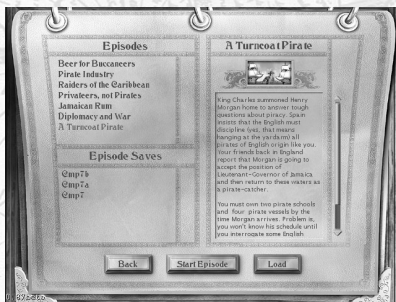 Episodes
Beer for Buccaneers
Pirate Industry
Raiders of the Caribbean
Privateers, not Pirates
Jamaican Rum
Diplomacy and War
A Turncoat Pirate
Episode Saves
Emp7b
Emp7a
Emp7
A Turncoat Pirate
King Charles summoned Henry
Morgan home to answer tough
questions about piracy. Spain
insists that the English must
discipline (yes, that means
hanging at the yardarm) all
pirates of English origin like you.
Your friends back in England
report that Morgan is going to
accept the position of
Lieutenant-Governor of Jamaica
and then return to these waters as
a pirate-catcher.
You must own two pirate schools
and four pirate vessels by the
time Morgan arrives. Problem is,
you won't know his schedule until
you interrogate some English
Back
Start Episode
Load